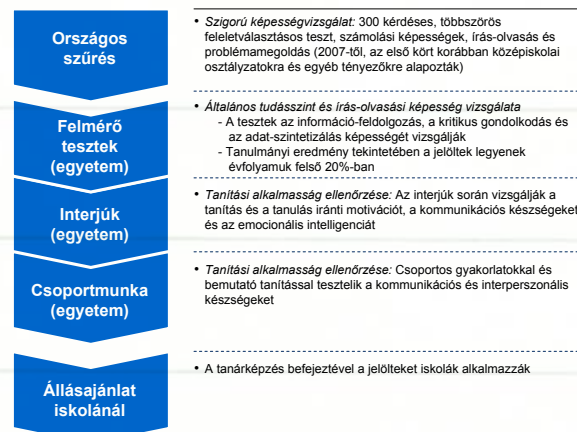 Országos
szűrés
• Szigorú képességvizsgálat: 300 kérdéses, többszörös
feleletválasztásos teszt, számolási képességek, írás-olvasás és
problémamegoldás (2007-től, az első kört korábban középiskolai
osztályzatokra és egyéb tényezőkre alapozták)
Felmérő
tesztek
(egyetem)
• Általános tudásszint és írás-olvasási képesség vizsgálata
- A tesztek az információ-feldolgozás, a kritikus gondolkodás és
az adat-szintetizálás képességét vizsgálják
- Tanulmányi eredmény tekintetében a jelöltek legyenek
évfolyamuk felső 20%-ban
Interjúk
(egyetem)
• Tanítási alkalmasság ellenőrzése: Az interjúk során vizsgálják a
tanítás és a tanulás iránti motivációt, a kommunikációs készségeket
és az emocionális intelligenciát
Csoportmunka
(egyetem)
• Tanítási alkalmasság ellenőrzése: Csoportos gyakorlatokkal és
bemutató tanítással tesztelik a kommunikációs és interperszonális
készségeket
Állásajánlat
iskolánál
• A tanárképzés befejeztével a jelölteket iskolák alkalmazzák